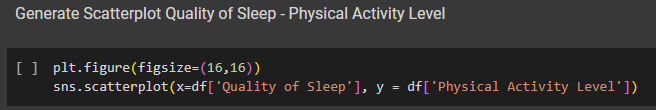 Generate Scatterplot Quality of Sleep - Physical Activity Level
[ ] plt.figure(figsize=(16,16))
sns.scatterplot(x=df['Quality of Sleep'], y = df['Physical Activity Level'])